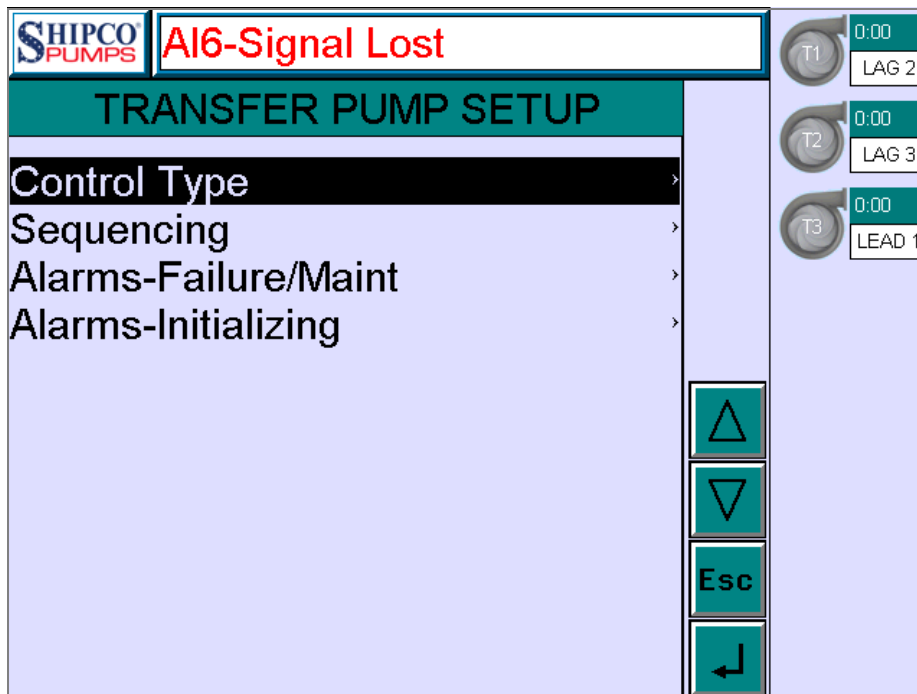 SHIPCO®
PUMPS
AI6-Signal Lost
TRANSFER PUMP SETUP
Control Type
Sequencing
Alarms-Failure/Maint
Alarms-Initializing
Esc
T1
0:00
LAG 2
T2
0:00
LAG 3
T3
0:00
LEAD 1